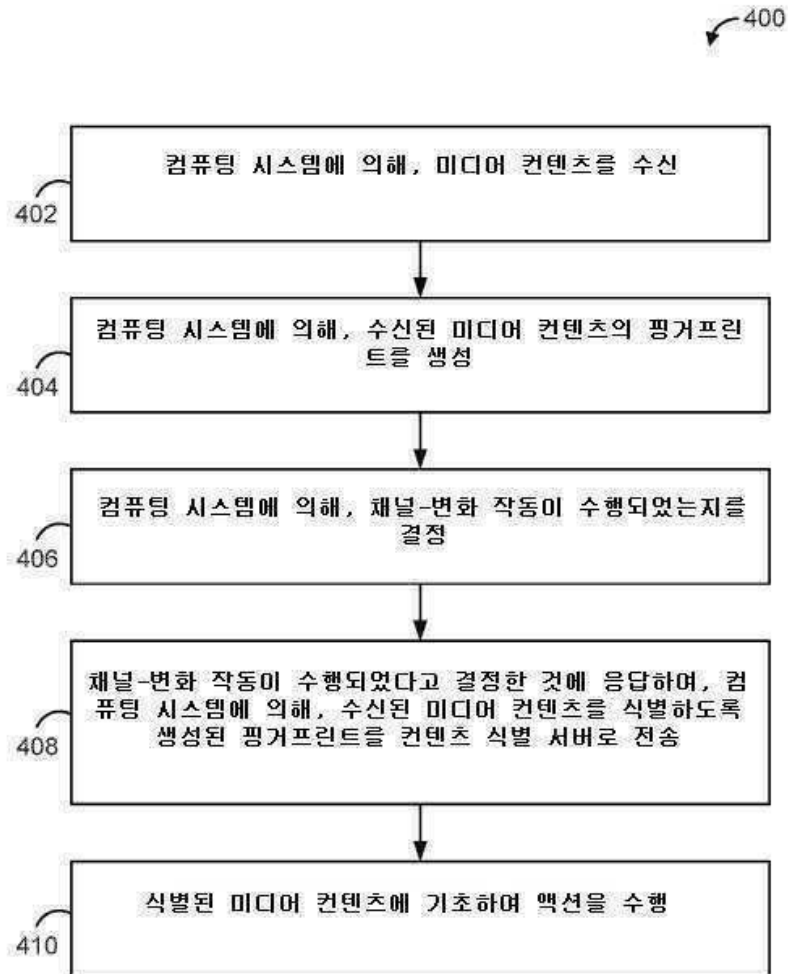 400
컴퓨팅 시스템에 의해, 미디어 컨텐츠를 수신
402
컴퓨팅 시스템에 의해, 수신된 미디어 컨텐츠의 핑거프린
트를 생성
404
컴퓨팅 시스템에 의해, 채널-변화 작동이 수행되었는지를
결정
406
채널-변화 작동이 수행되었다고 결정한 것에 응답하여, 컴
퓨팅 시스템에 의해, 수신된 미디어 컨텐츠를 식별하도록
생성된 핑거프린트를 컨텐츠 식별 서버로 전송
408
식별된 미디어 컨텐츠에 기초하여 액션을 수행
410